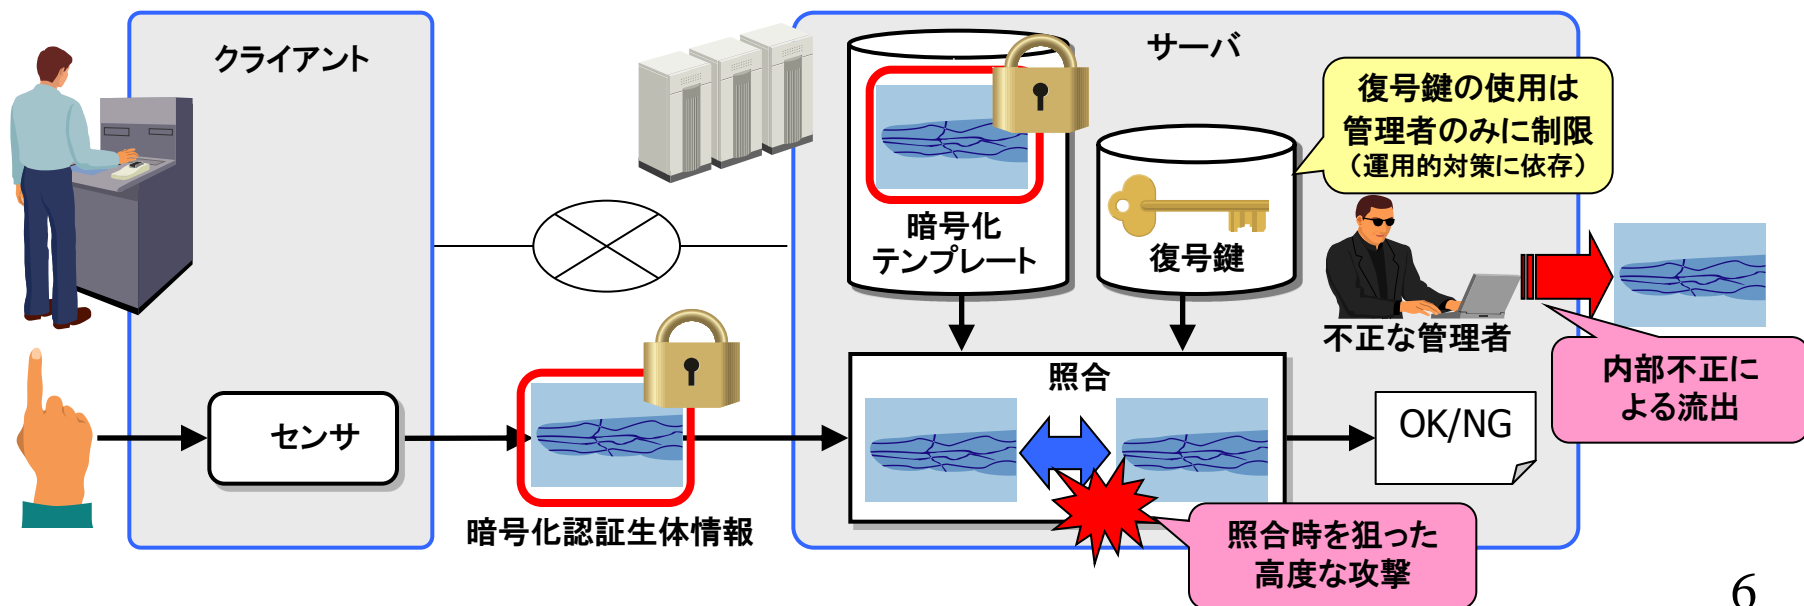 クライアント
サーバ
復号鍵の使用は
管理者のみに制限
（運用的対策に依存）
暗号化
テンプレート
復号鍵
不正な管理者
内部不正に
よる流出
照合
センサ
OK/NG
暗号化認証生体情報
照合時を狙った
高度な攻撃
6